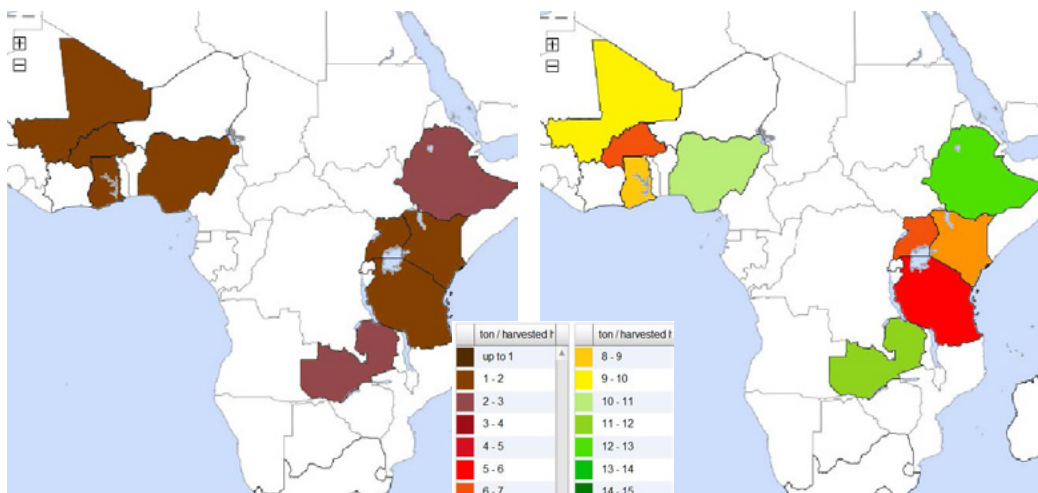 ton / harvested h
up to 1
1 - 2
2 - 3
3 - 4
4 - 5
5 - 6
6 - 7
ton / harvested h
8 - 9
9 - 10
10 - 11
11 - 12
12 - 13
13 - 14
14 - 15